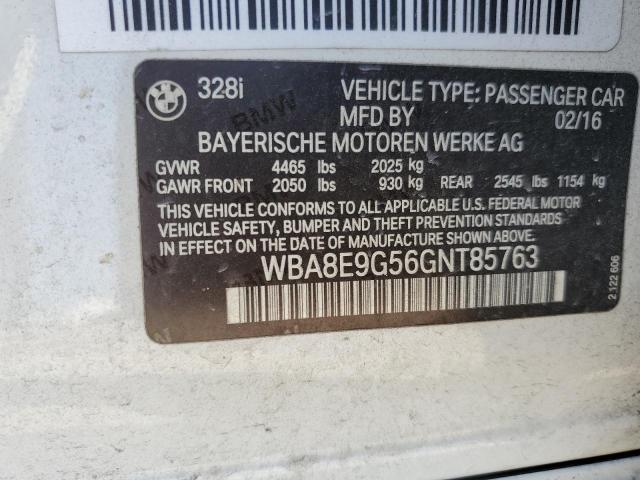 328i
VEHICLE TYPE: PASSENGER CAR
MFD BY 02/16
BAYERISCHE MOTOREN WERKE AG
GVWR 4465 lbs 2025 kg
GAWR FRONT 2050 lbs 930 kg REAR 2545 lbs 1154 kg
THIS VEHICLE CONFORMS TO ALL APPLICABLE U.S. FEDERAL MOTOR
VEHICLE SAFETY, BUMPER AND THEFT PREVENTION STANDARDS
IN EFFECT ON THE DATE OF MANUFACTURE SHOWN ABOVE.
WBA8E9G56GNT85763
2 122 606
BMW